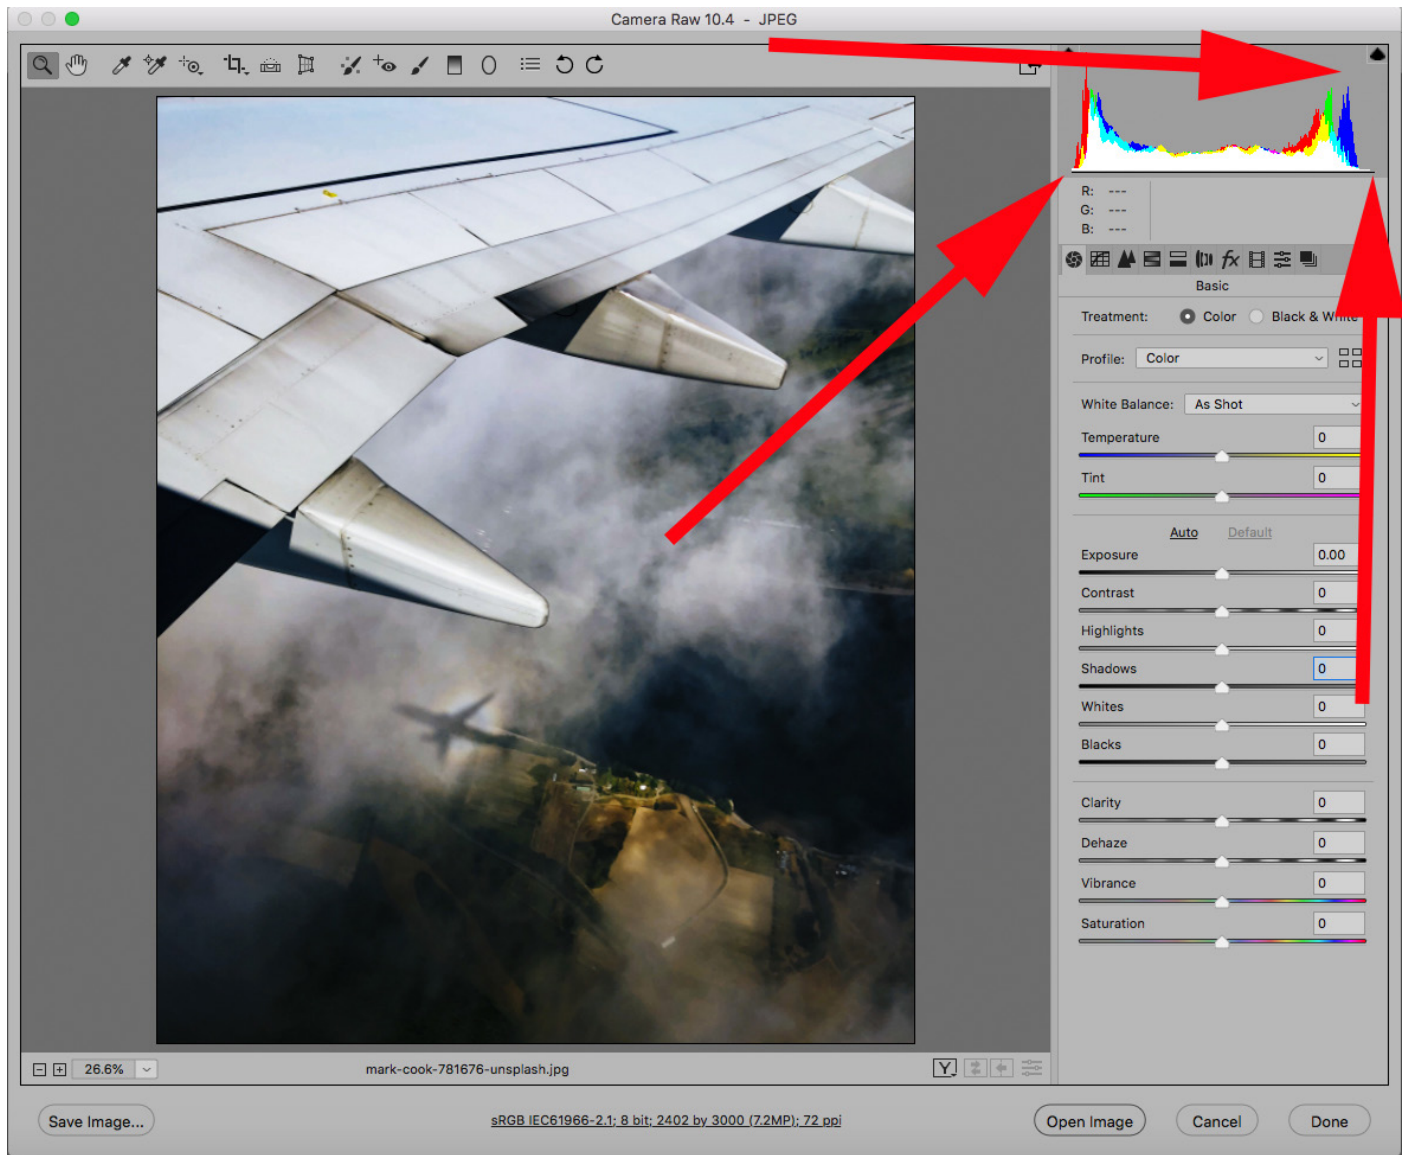 Camera Raw 10.4 - JPEG
R: ---
G: ---
B: ---
fx
Basic
Treatment: Color Black & White
Profile: Color
White Balance: As Shot
Temperature 0
Tint 0
Auto Default
Exposure 0.00
Contrast 0
Highlights 0
Shadows 0
Whites 0
Blacks 0
Clarity 0
Dehaze 0
Vibrance 0
Saturation 0
26.6% mark-cook-781676-unsplash.jpg Y
Save Image... sRGB IEC61966-2.1; 8 bit; 2402 by 3000 (7.2MP); 72 ppi Open Image Cancel Done